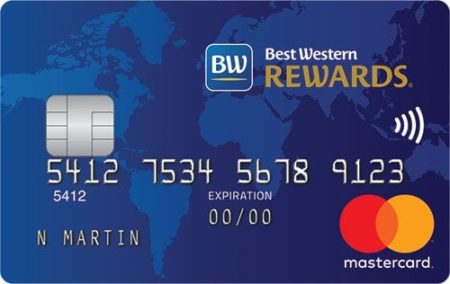 BW
Best Western
REWARDS®
5412 7534 5678 9123
5412
EXPIRATION
00/00
N MARTIN
mastercard.